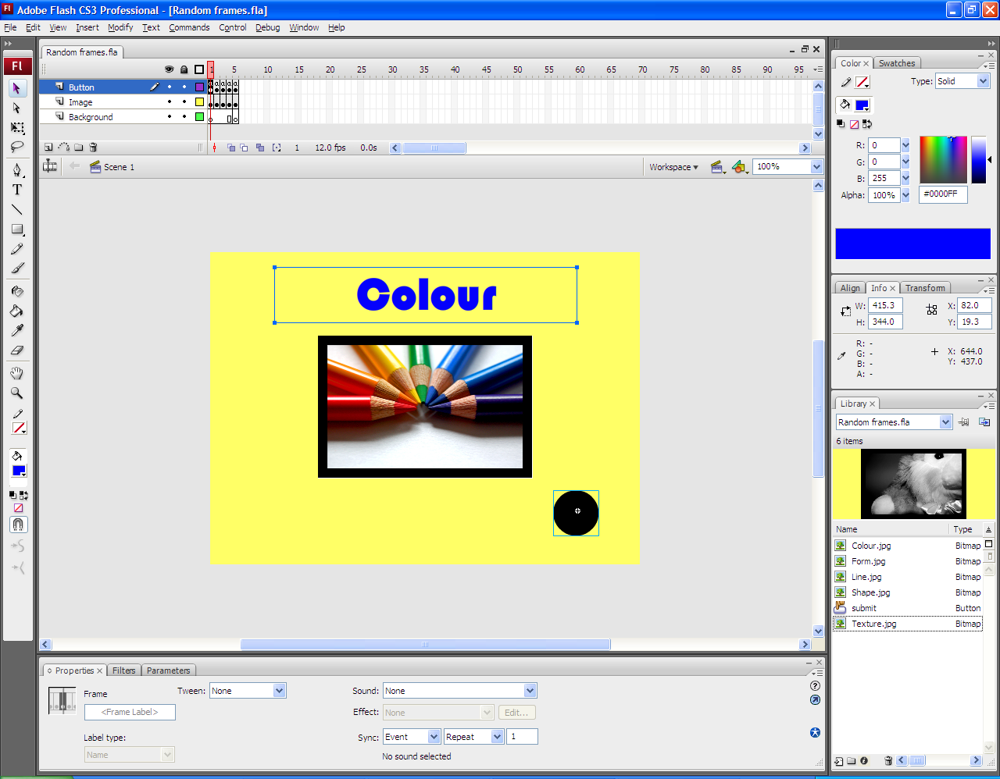 Fl Adobe Flash CS3 Professional - [Random frames.fla]
File Edit View Insert Modify Text Commands Control Debug Window Help
Random frames.fla
Fl
1 5 10 15 20 25 30 35 40 45 50 55 60 65 70 75 80 85 90 95
Button
Image
Background
1 12.0 fps 0.0s
Scene 1
Workspace 100%
Colour
Color Swatches
Type: Solid
R: 0
G: 0
B: 255
Alpha: 100% #0000FF
Align Info Transform
W: 415.3 X: 82.0
H: 344.0 Y: 19.3
R: -
G: -
B: -
A: -
X: 644.0
Y: 437.0
Library
Random frames.fla
6 items
Name Type
Colour.jpg Bitmap
Form.jpg Bitmap
Line.jpg Bitmap
Shape.jpg Bitmap
submit Button
Texture.jpg Bitmap
Properties Filters Parameters
Frame
<Frame Label>
Label type:
Name
Tween: None
Sound: None
Effect: None Edit...
Sync: Event Repeat 1
No sound selected